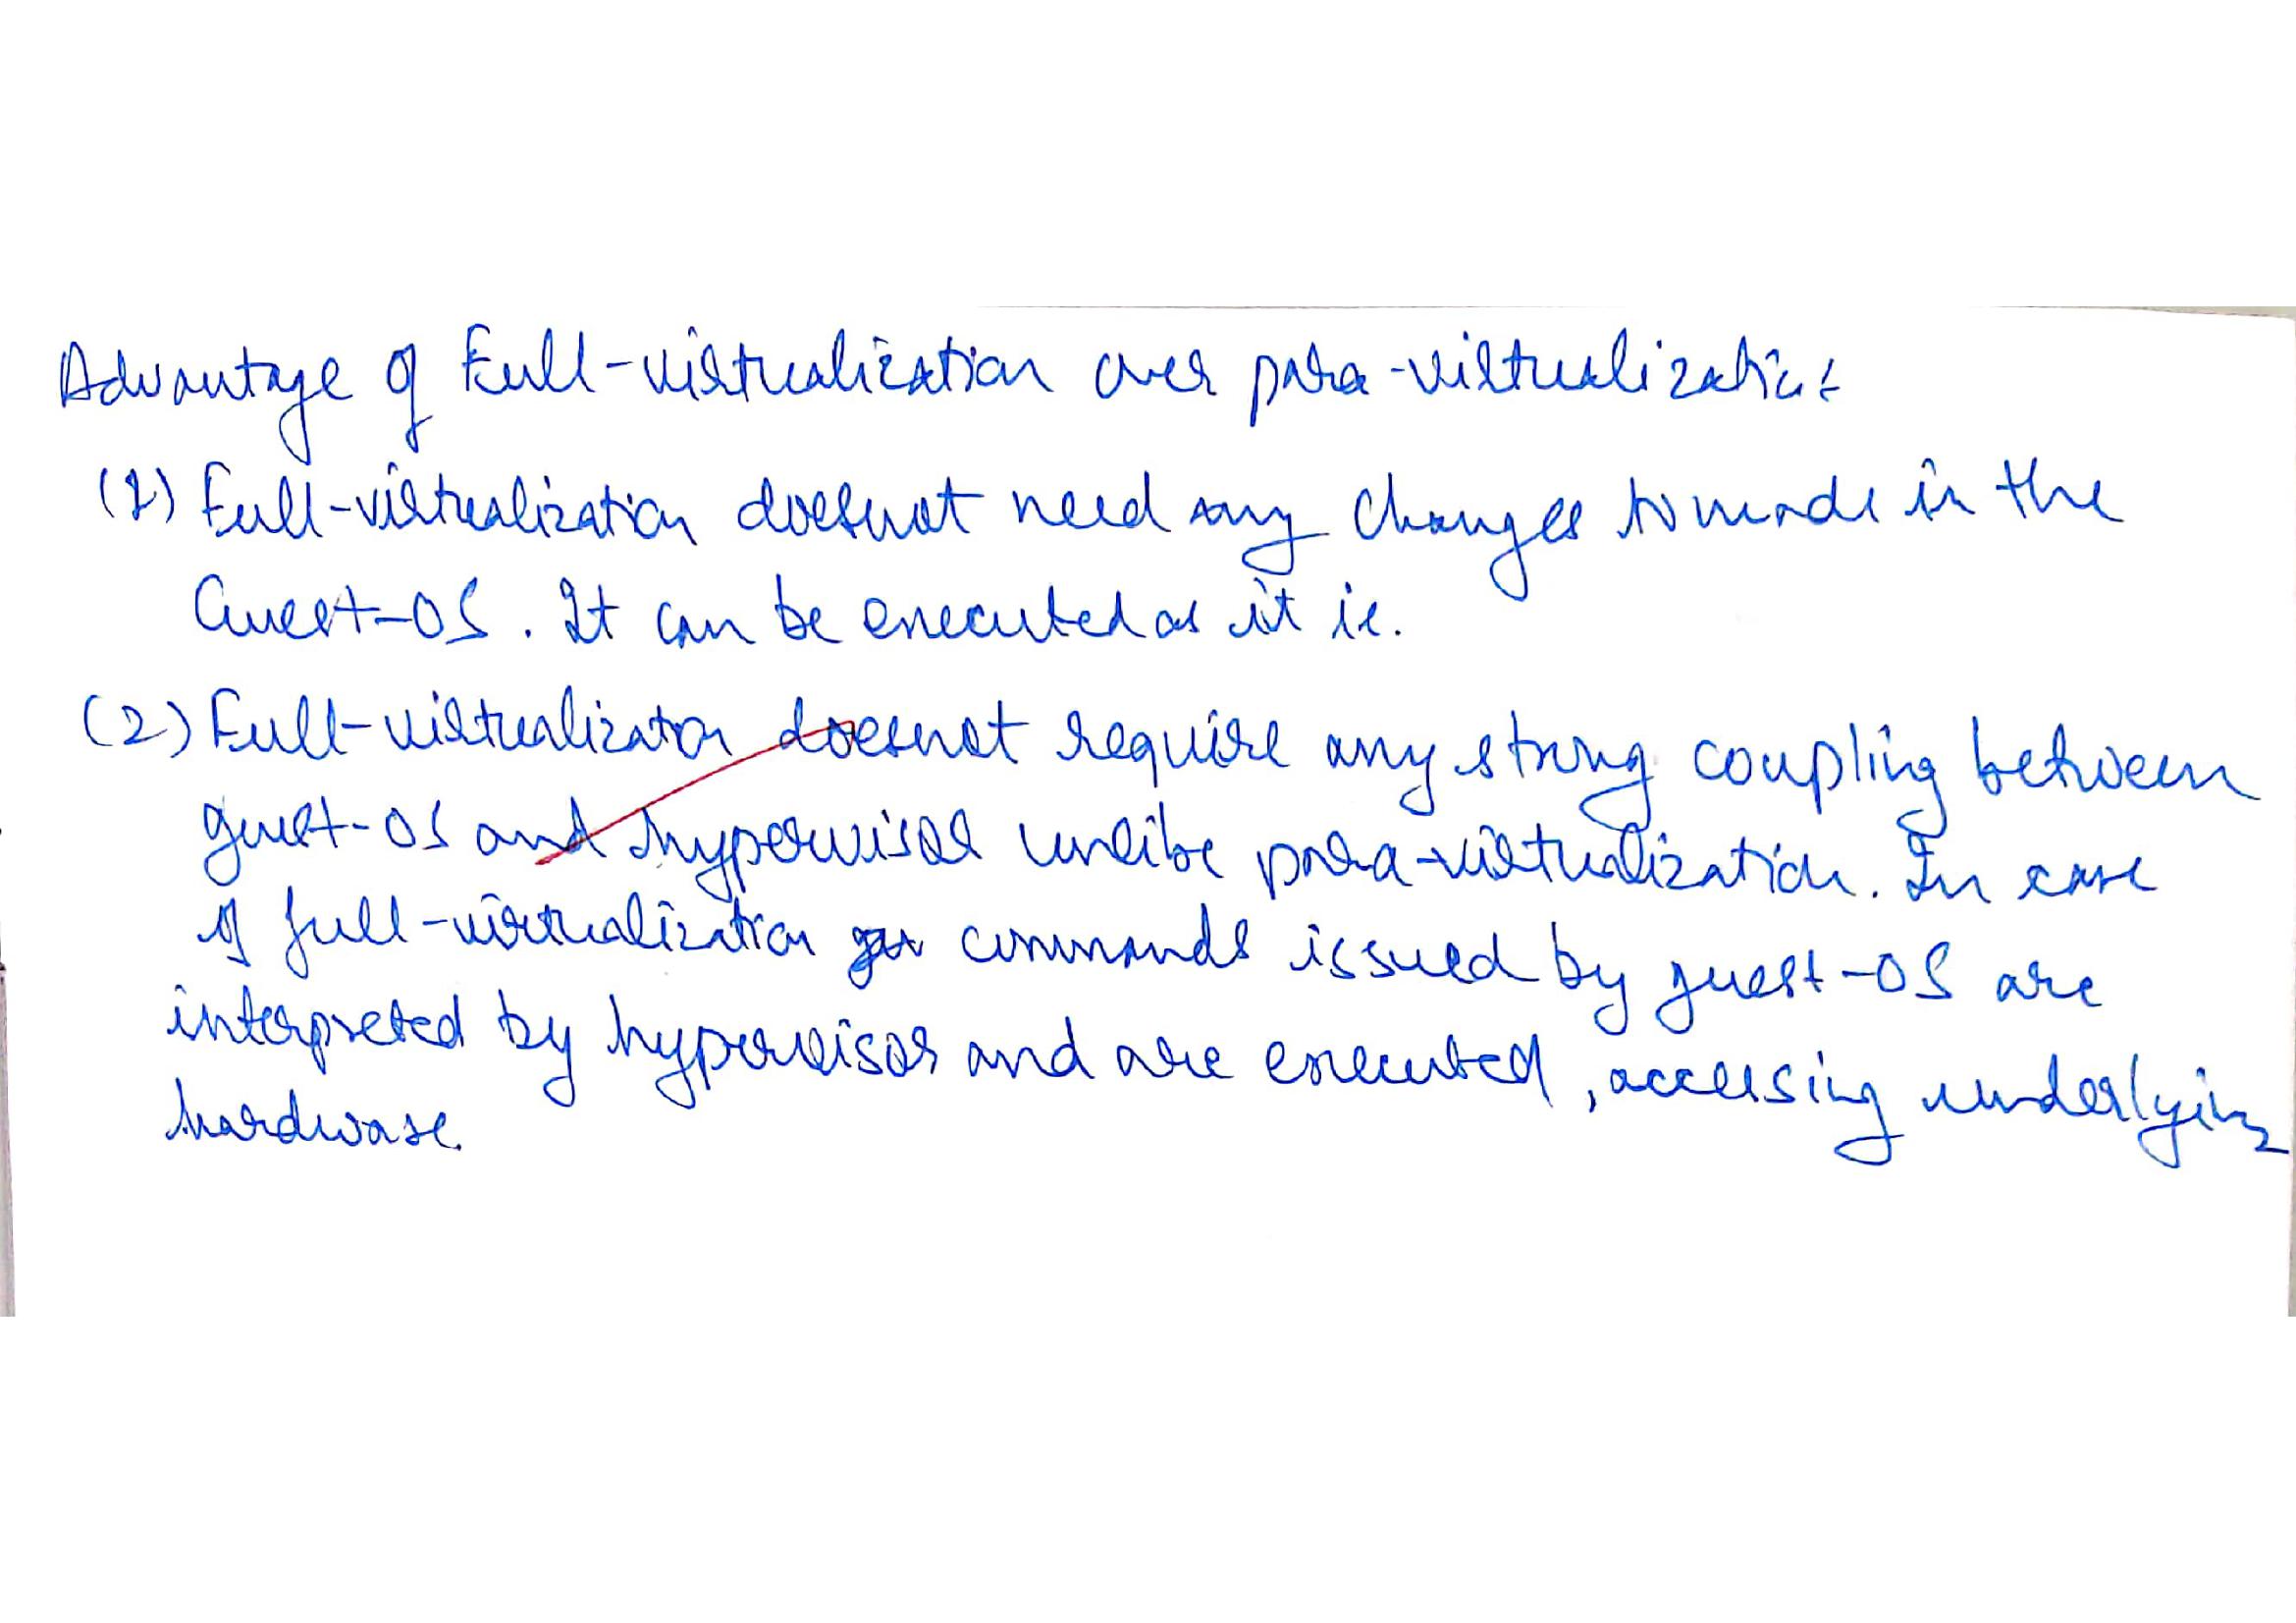 Advantage of Full-virtualization over para-virtualization:
(1) Full-virtualization doesnot need any changes to made in the
Guest-OS. It can be executed as it is.
(2) Full-virtualization doesnot require any strong coupling between
guest-OS and hypervisor unlike para-virtualization. In case
of full-virtualization commands issued by guest-OS are
interpreted by hypervisor and are executed, accessing underlying
hardware.